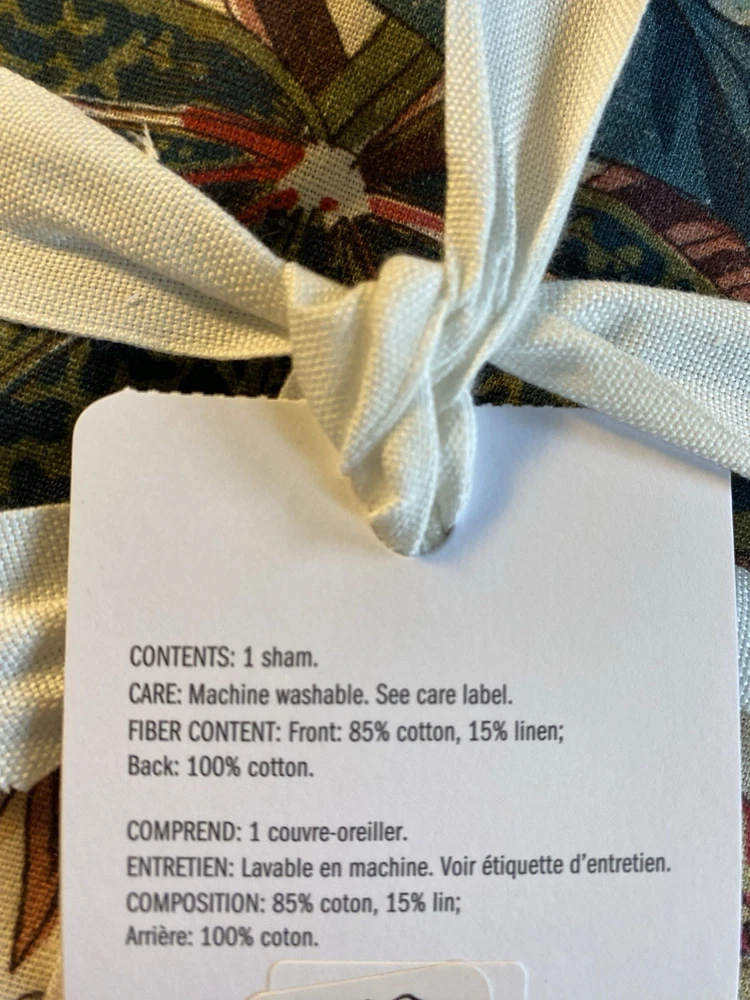 CONTENTS: 1 sham.
CARE: Machine washable. See care label.
FIBER CONTENT: Front: 85% cotton, 15% linen;
Back: 100% cotton.
COMPREND: 1 couvre-oreiller.
ENTRETIEN: Lavable en machine. Voir étiquette d'entretien.
COMPOSITION: 85% coton, 15% lin;
Arrière: 100% coton.